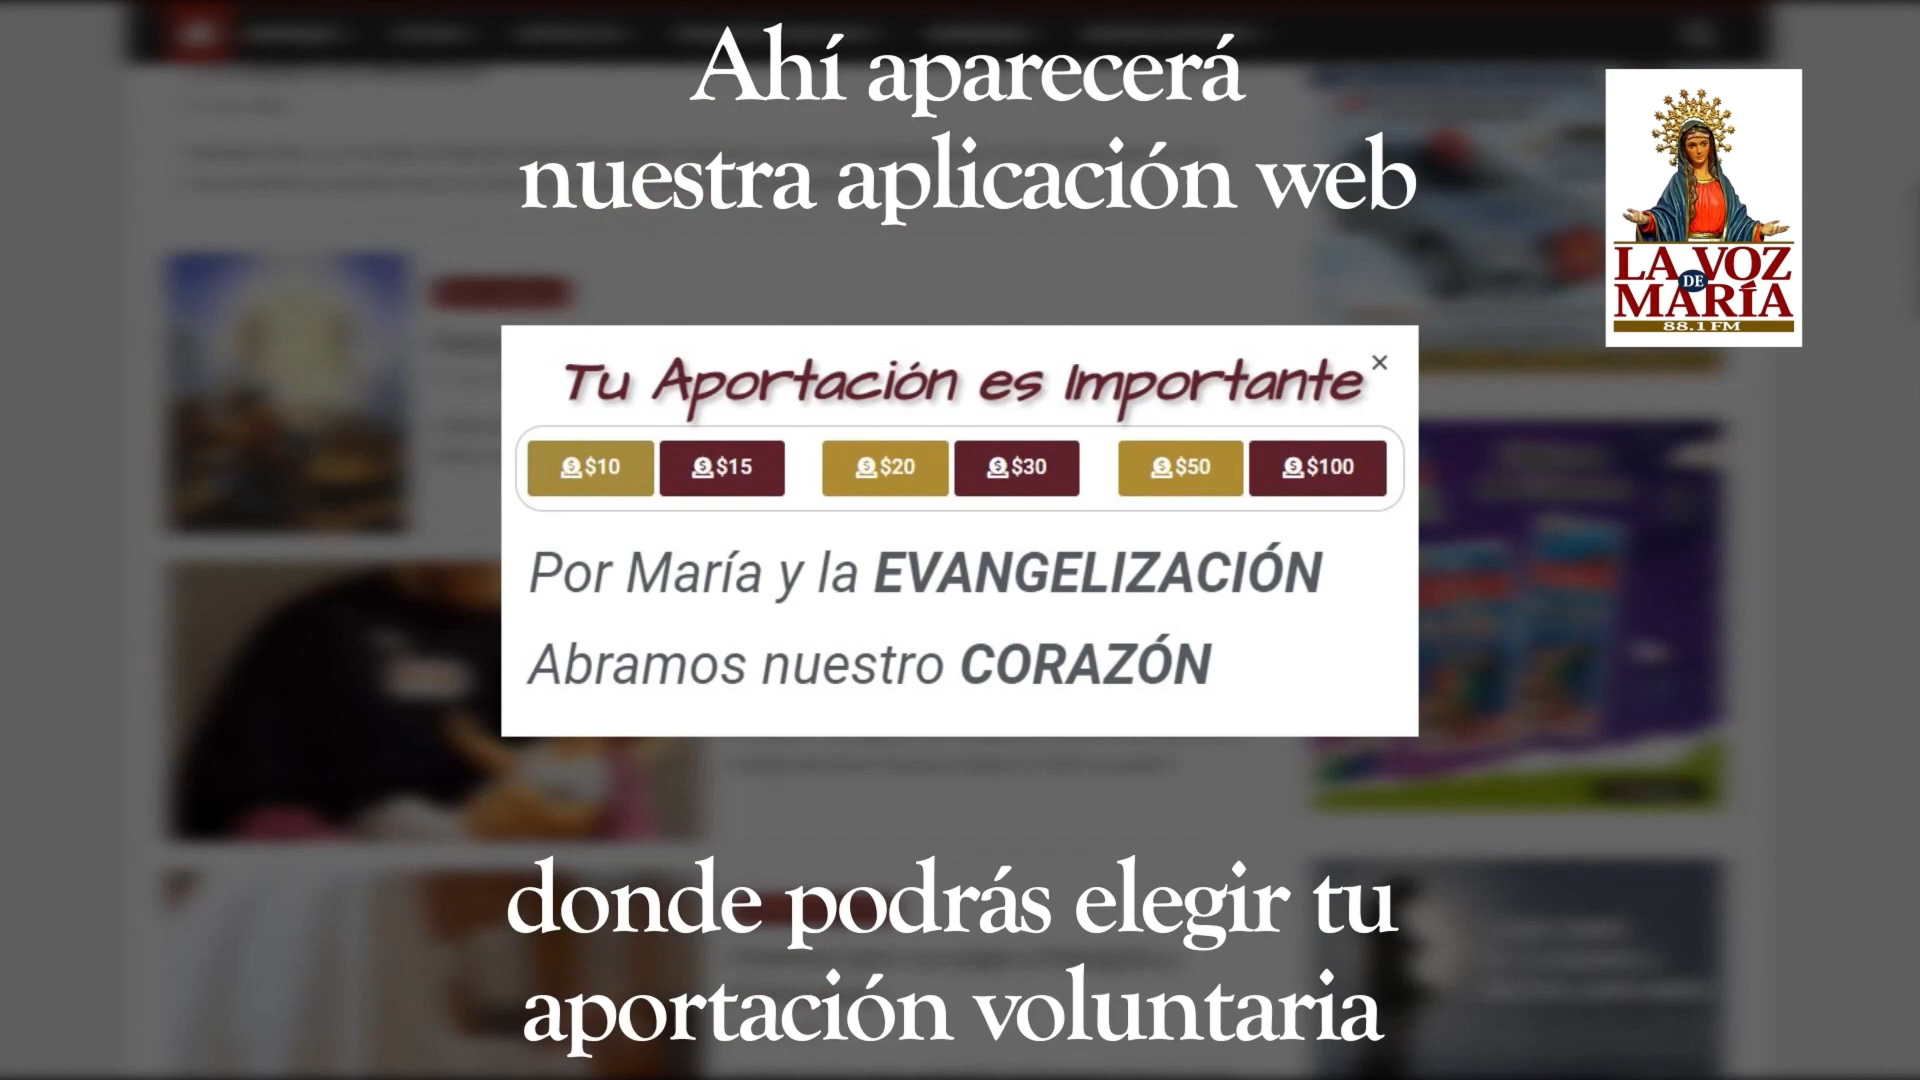 Ahí aparecerá
nuestra aplicación web
LA VOZ
DE
MARÍA
88.1 FM
Tu Aportación es Importante
$10 $15 $20 $30 $50 $100
Por María y la EVANGELIZACIÓN
Abramos nuestro CORAZÓN
donde podrás elegir tu
aportación voluntaria